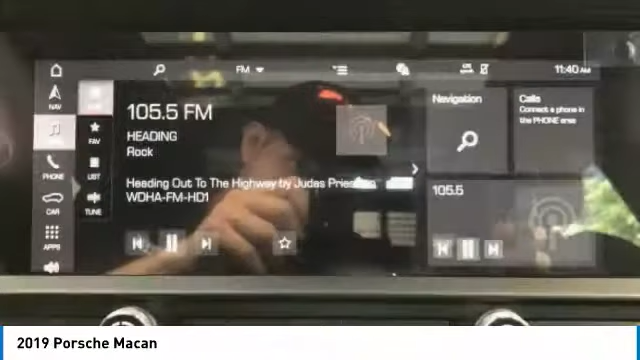 FM
11:40 AM
NAV
PHONE
CAR
APPS
FAV
LIST
TUNE
105.5 FM
HEADING
Rock
Heading Out To The Highway by Judas Priest
WDHA-FM-HD1
Navigation
Calls
Connect a phone in
the PHONE area
105.5
2019 Porsche Macan